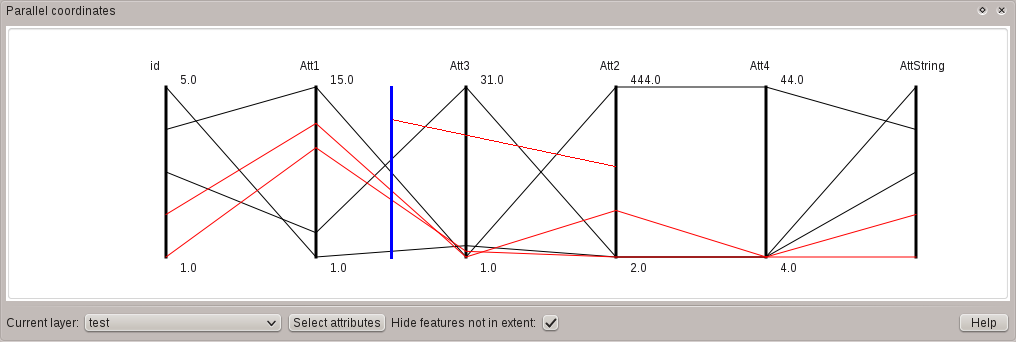 Parallel coordinates
id Att1 Att3 Att2 Att4 AttString
5.0 15.0 31.0 444.0 44.0
1.0 1.0 1.0 2.0 4.0
Current layer: test Select attributes Hide features not in extent: Help